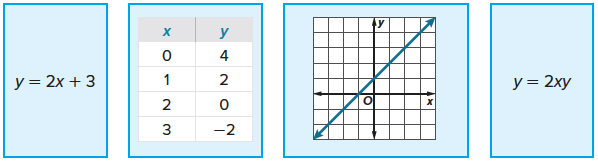 y = 2x + 3
x y
0 4
1 2
2 0
3 −2
y
O x
y = 2xy